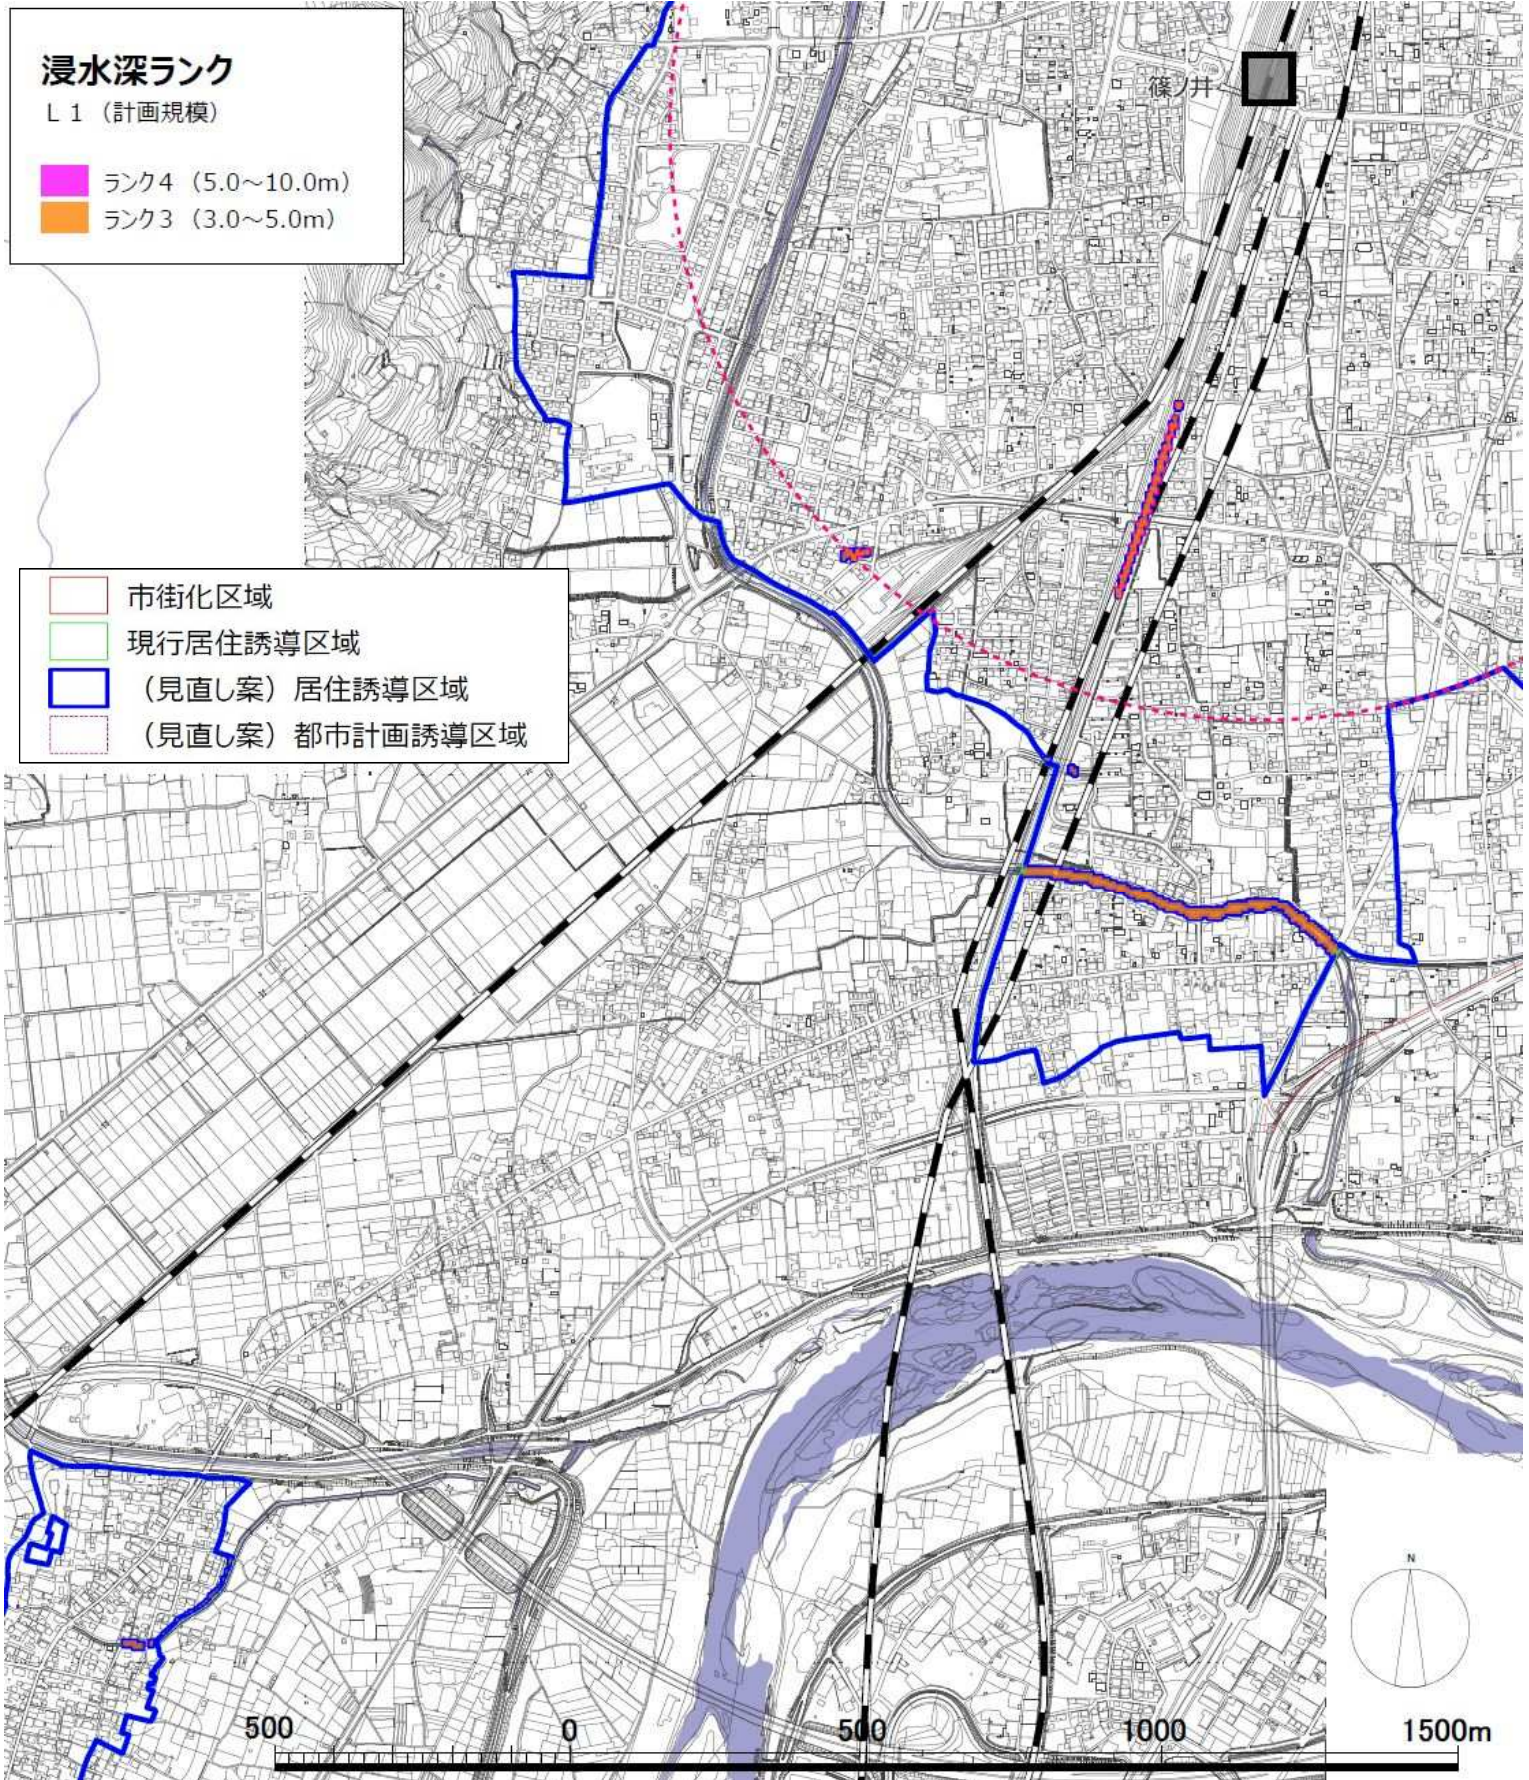 浸水深ランク
L 1 (計画規模)
ランク4 (5.0～10.0m)
ランク3 (3.0～5.0m)
篠ノ井
市街化区域
現行居住誘導区域
(見直し案) 居住誘導区域
(見直し案) 都市計画誘導区域
N
500 0 500 1000 1500m